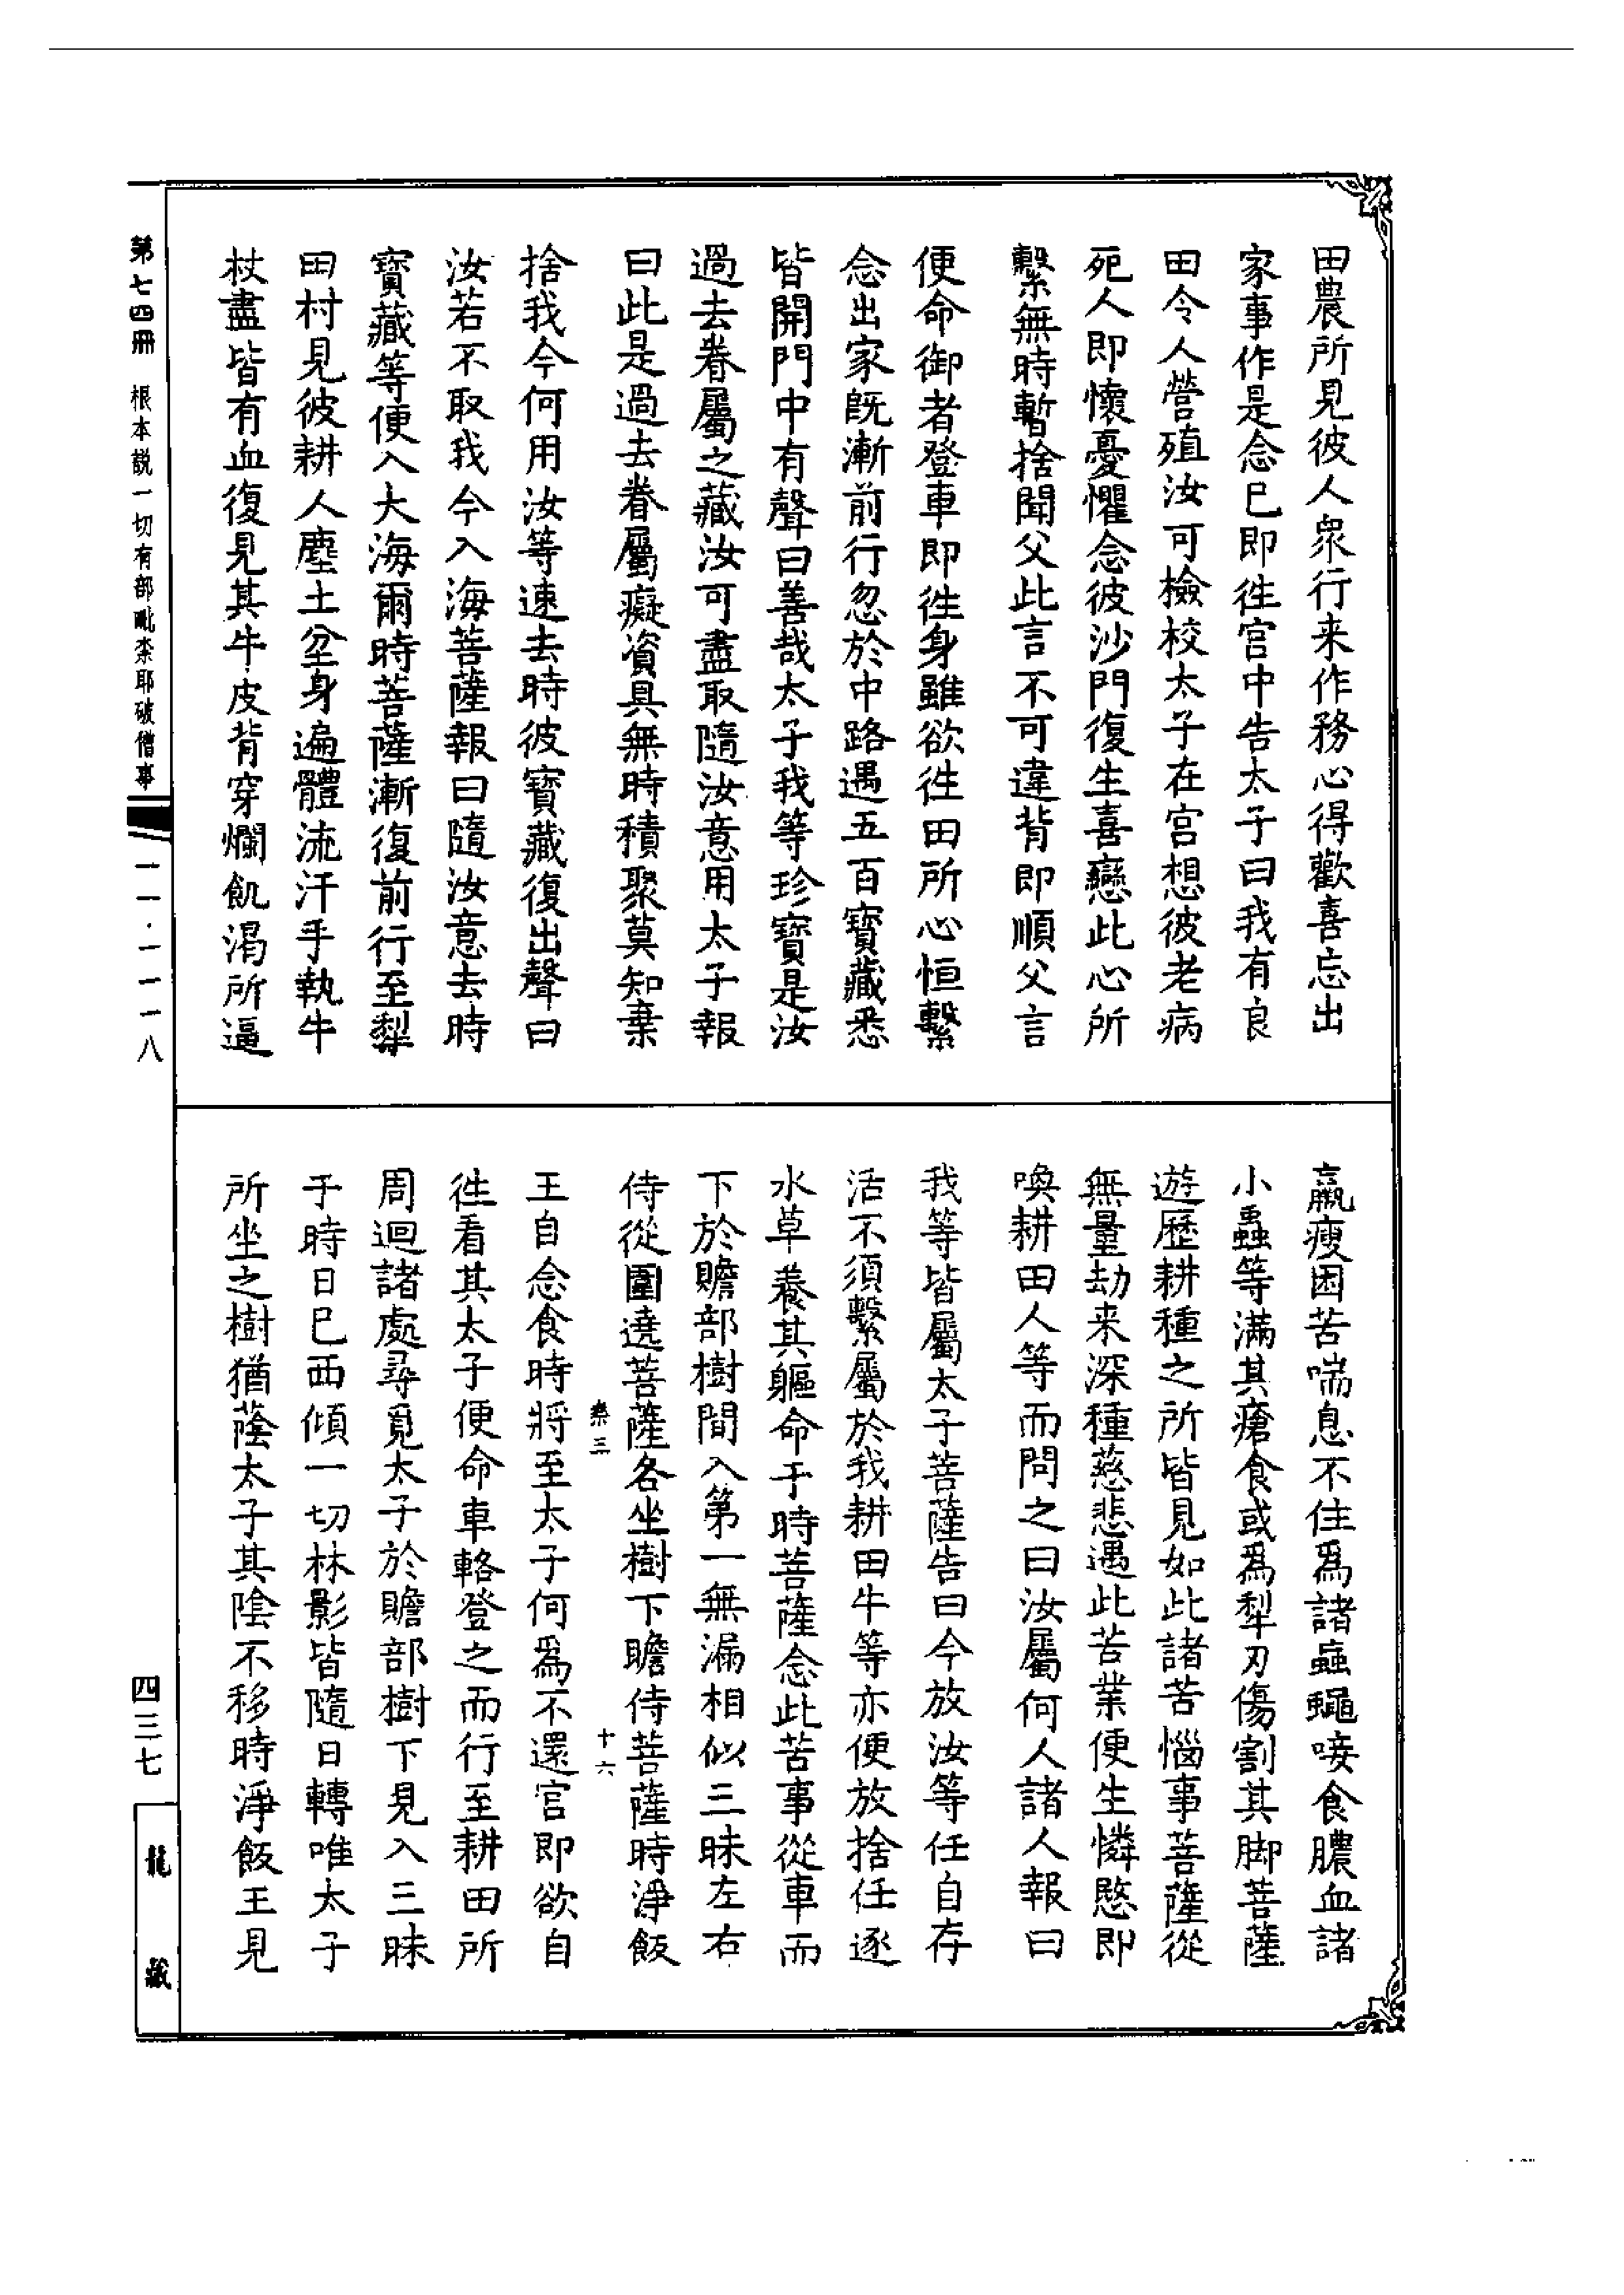 田農所見彼人衆行来作務心得歡喜忘出
家事作是念已即徃宫中告太子曰我有良
田令人營殖汝可檢校太子在宫想彼老病
死人即懷憂懼念彼沙門復生喜戀此心所
繫無時暫捨聞父此言不可違背即順父言
便命御者登車即徃身雖欲徃田所心恒繫
念出家旣漸前行忽於中路遇五百寳藏悉
皆開門中有聲曰善哉太子我等珍寳是汝
過去眷屬之藏汝可盡取隨汝意用太子報
曰此是過去眷屬癡資具無時積聚莫知棄
捨我今何用汝等速去時彼寳藏復出聲曰
汝若不取我今入海菩薩報曰隨汝意去時
寳藏等便入大海爾時菩薩漸復前行至犁
田村見彼耕人塵土坌身遍體流汗手執牛
杖盡皆有血復見其牛皮背穿爛飢渴所逼
羸瘦困苦喘息不住爲諸蟲蠅唼食膿血諸
小蟲等滿其瘡食或爲犁刃傷割其脚菩薩
遊歷耕種之所皆見如此諸苦惱事菩薩從
無量劫来深種慈悲遇此苦業便生憐愍即
喚耕田人等而問之曰汝屬何人諸人報曰
我等皆屬太子菩薩告曰今放汝等任自存
活不須繫屬於我耕田牛等亦便放捨任逐
水草養其軀命于時菩薩念此苦事從車而
下於贍部樹間入第一無漏相似三昧左右
侍從圍遶菩薩各坐樹下瞻侍菩薩時淨飯
桼三　十六
王自念食時將至太子何爲不還宫即欲自
徃看其太子便命車輅登之而行至耕田所
周迴諸處尋覓太子於贍部樹下見入三昧
于時日已西傾一切林影皆隨日轉唯太子
所坐之樹猶蔭太子其陰不移時淨飯王見
第七四冊　根本説一切有部毗柰耶破僧事
一一·一一一八
四三七
龍藏